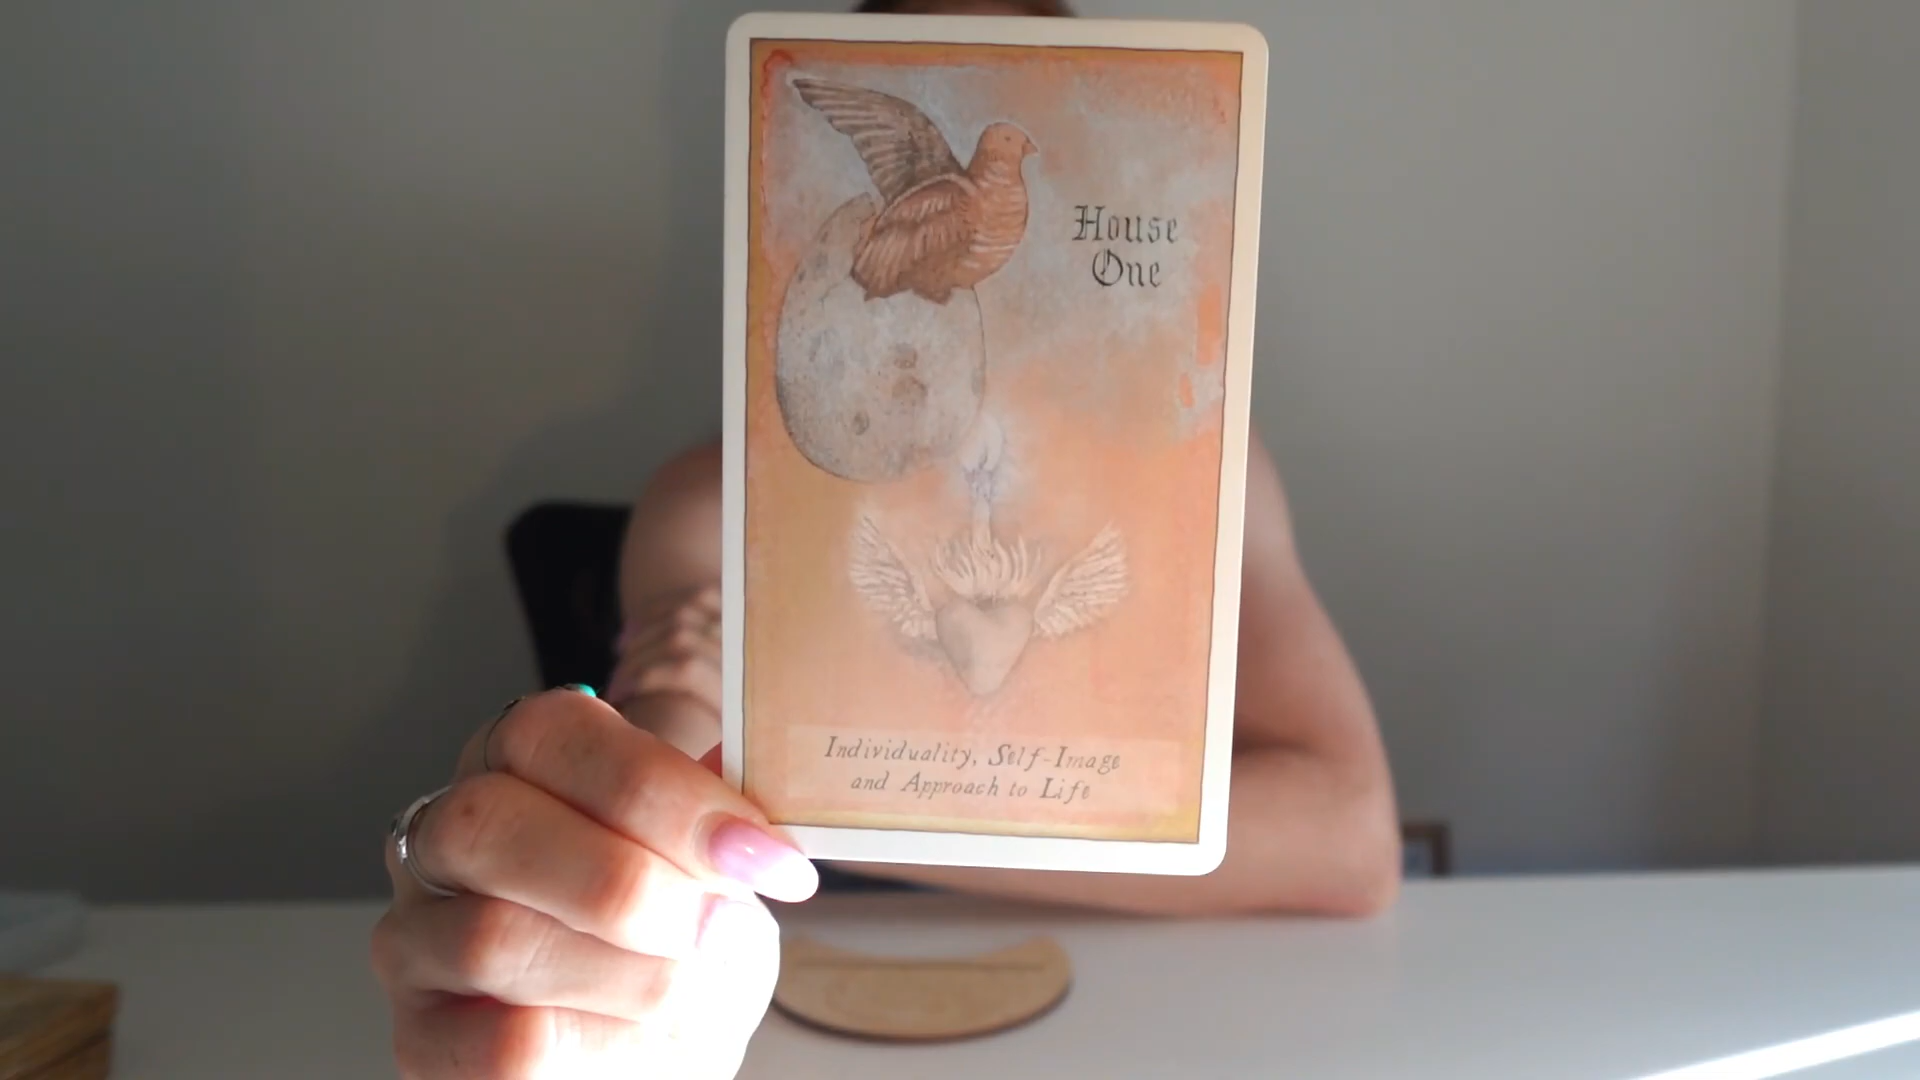 House
One
Individuality, Self-Image
and Approach to Life